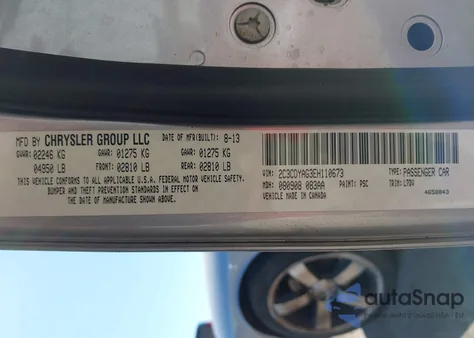 MFD BY CHRYSLER GROUP LLC DATE OF MFR(BUILT): 8-13
GVWR: 02246 KG GAWR: 01275 KG GAWR: 01275 KG
04950 LB FRONT: 02810 LB REAR: 02810 LB
THIS VEHICLE CONFORMS TO ALL APPLICABLE U.S.A. FEDERAL MOTOR VEHICLE SAFETY,
BUMPER AND THEFT PREVENTION STANDARDS IN EFFECT ON
THE DATE OF MANUFACTURE SHOWN ABOVE.
VIN: 2C3CDYAG3EH110673 TYPE: PASSENGER CAR
MDH: 080908 083AA PAINT: PSC TRIM: LTDV
VEHICLE MADE IN CANADA 4658843
autoSnap